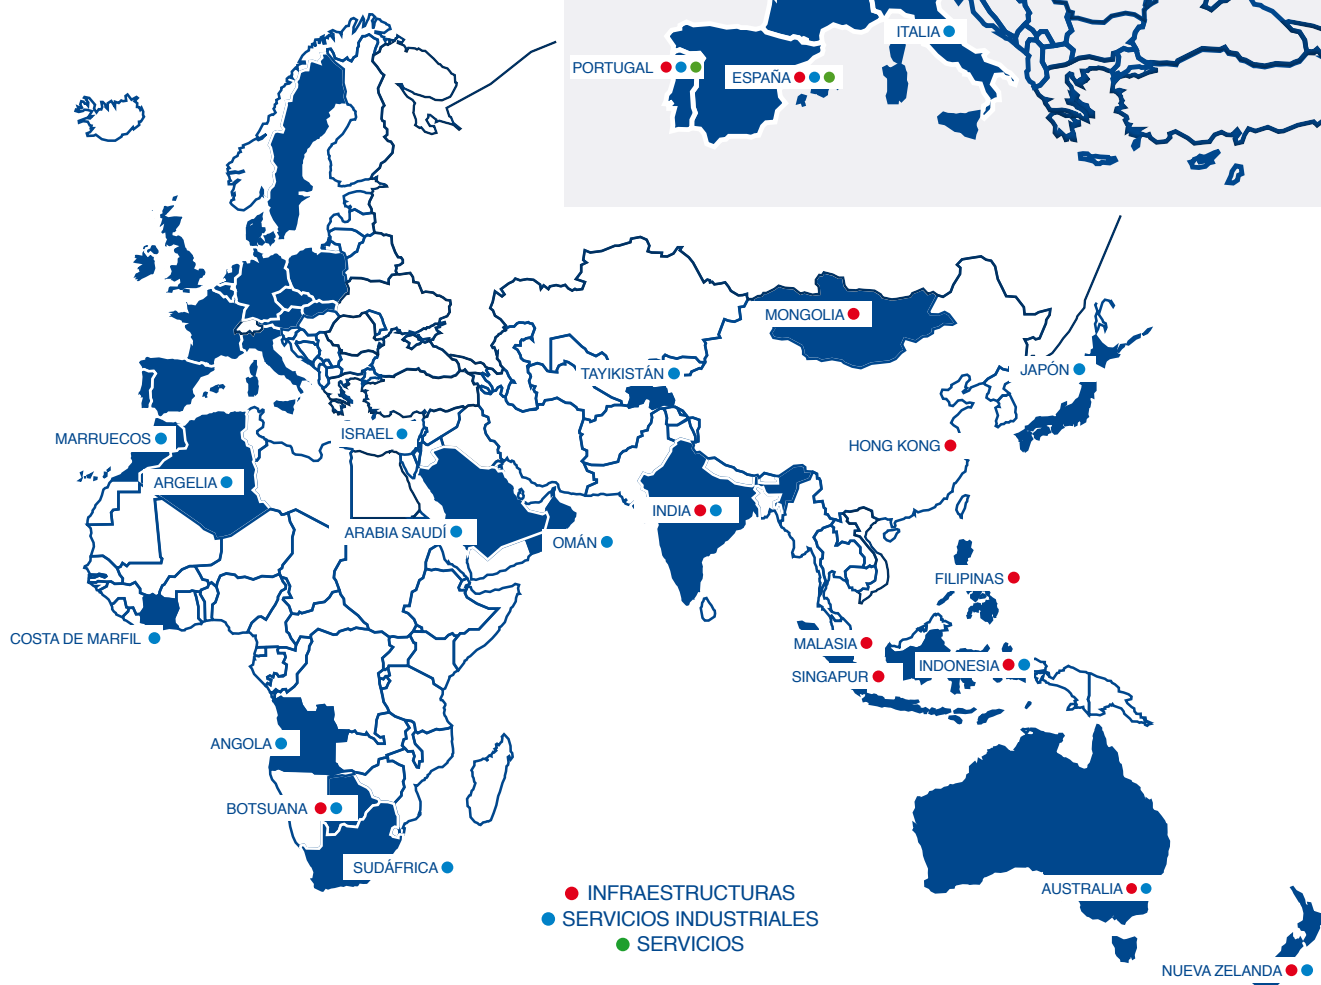 ITALIA
PORTUGAL
ESPAÑA
MONGOLIA
TAYIKISTÁN
JAPÓN
MARRUECOS
ISRAEL
HONG KONG
ARGELIA
INDIA
ARABIA SAUDÍ
OMÁN
FILIPINAS
COSTA DE MARFIL
MALASIA
INDONESIA
SINGAPUR
ANGOLA
BOTSUANA
SUDÁFRICA
AUSTRALIA
INFRAESTRUCTURAS
SERVICIOS INDUSTRIALES
SERVICIOS
NUEVA ZELANDA